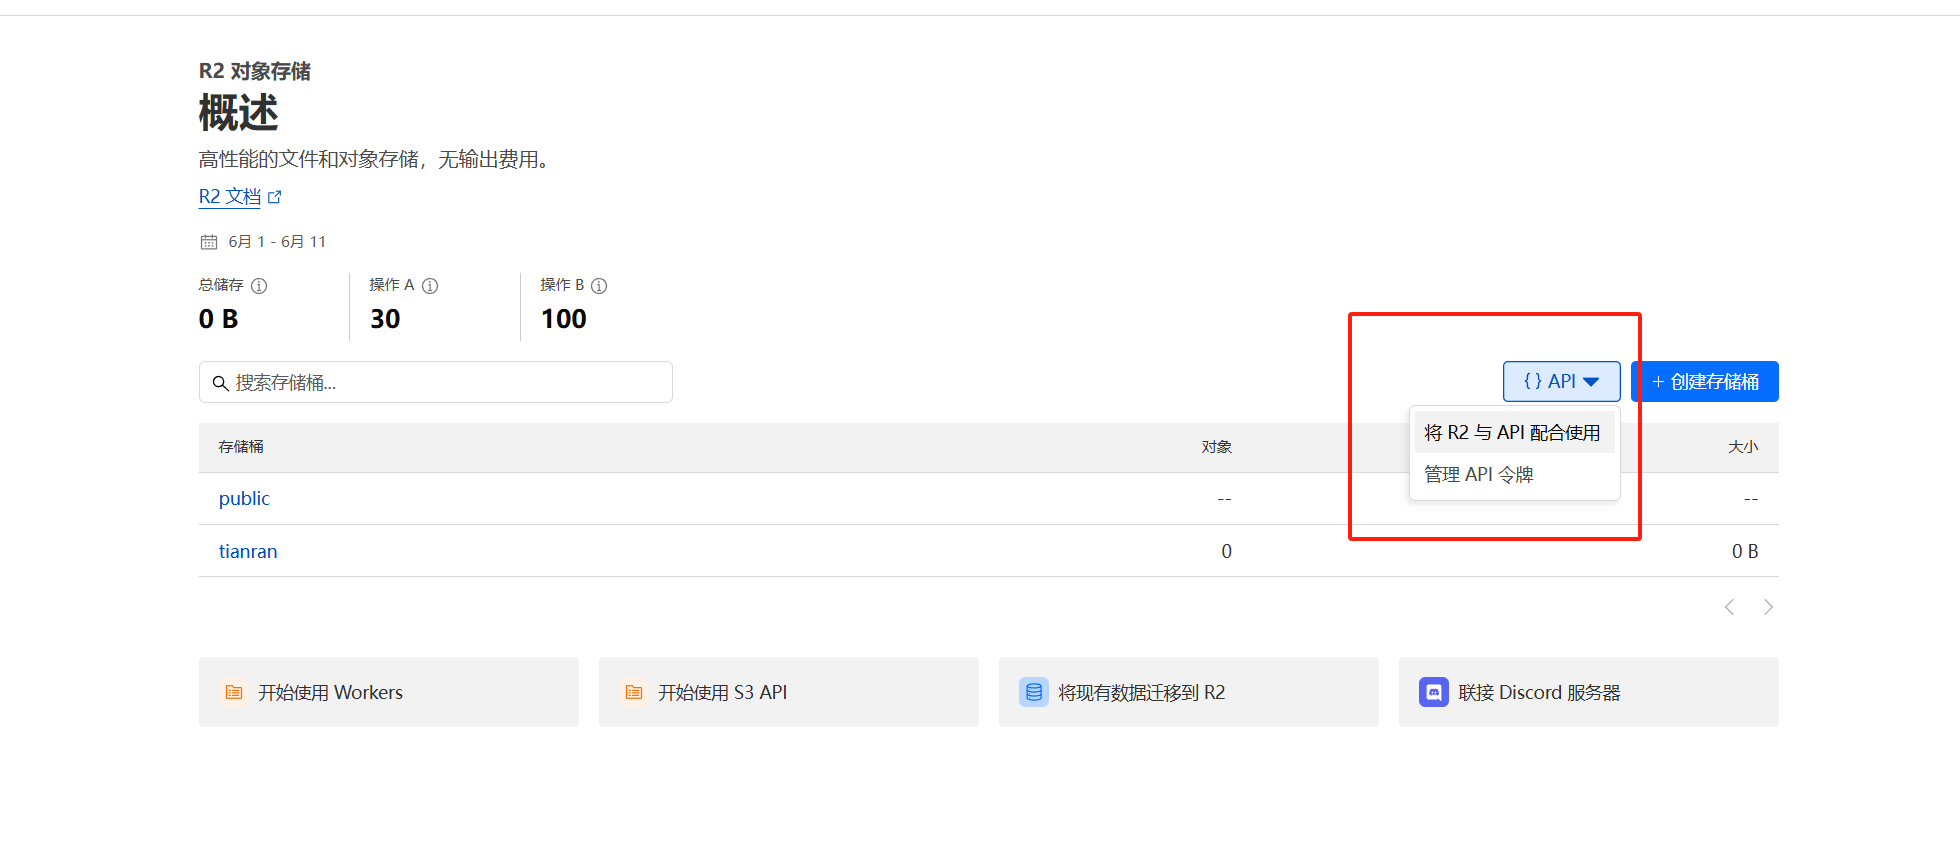 R2 对象存储
概述
高性能的文件和对象存储，无输出费用。
R2 文档
6月 1 - 6月 11
总储存
操作 A
操作 B
0 B
30
100
搜索存储桶...
{ } API
+ 创建存储桶
将 R2 与 API 配合使用
管理 API 令牌
存储桶
对象
大小
public
--
--
tianran
0
0 B
开始使用 Workers
开始使用 S3 API
将现有数据迁移到 R2
联接 Discord 服务器